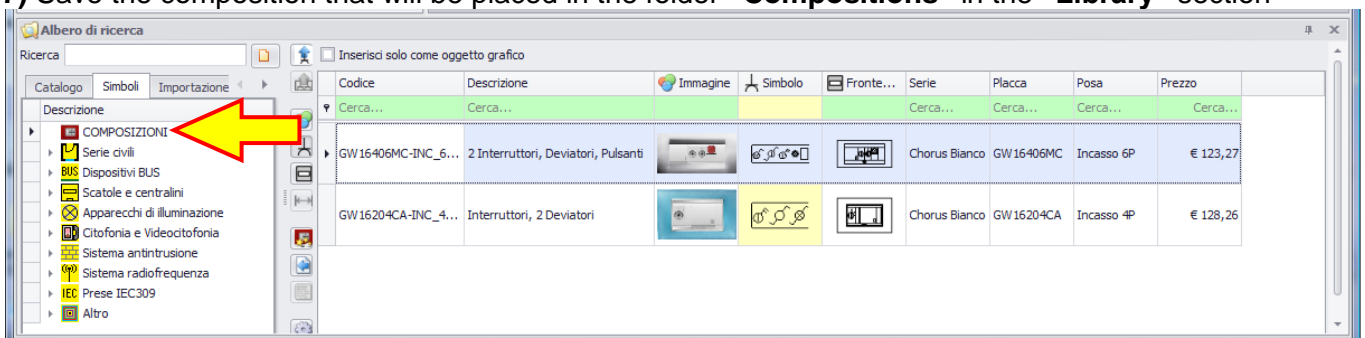 7) Save the composition that will be placed in the folder "Compositions" in the "Library" section
Albero di ricerca
Ricerca
Inserisci solo come oggetto grafico
Catalogo Simboli Importazione
Descrizione
COMPOSIZIONI
Serie civili
BUS Dispositivi BUS
Scatole e centralini
Apparecchi di illuminazione
Citofonia e Videocitofonia
Sistema antintrusione
Sistema radiofrequenza
IEC Prese IEC309
Altro
Codice Descrizione Immagine Simbolo Fronte... Serie Placca Posa Prezzo
Cerca... Cerca... Cerca... Cerca... Cerca... Cerca...
GW16406MC-INC_6... 2 Interruttori, Deviatori, Pulsanti Chorus Bianco GW16406MC Incasso 6P € 123,27
GW16204CA-INC_4... Interruttori, 2 Deviatori Chorus Bianco GW16204CA Incasso 4P € 128,26